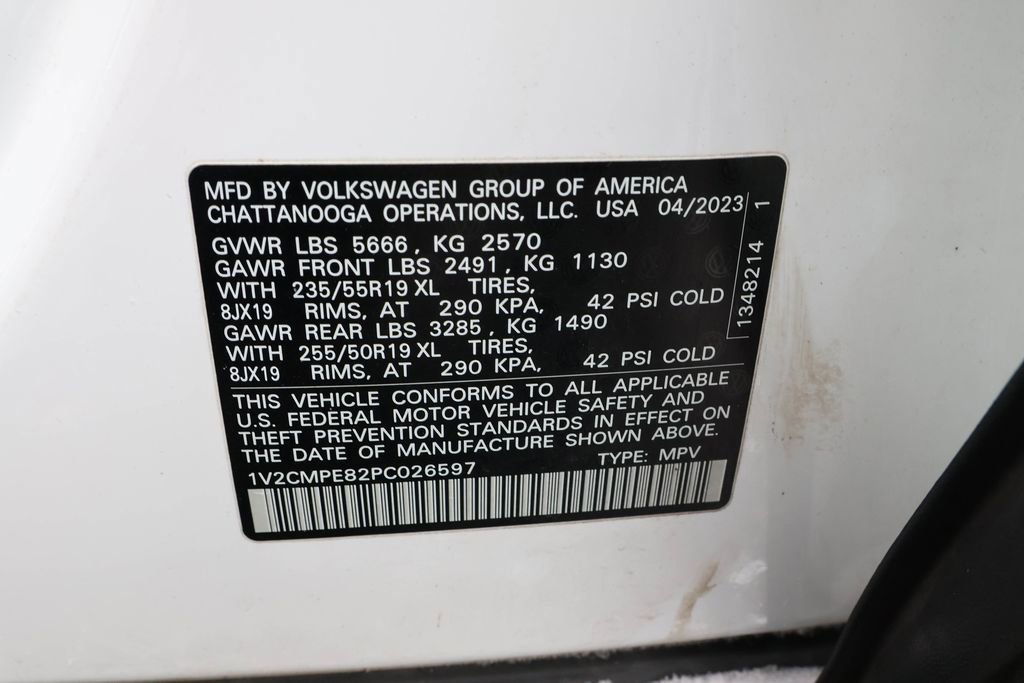 MFD BY VOLKSWAGEN GROUP OF AMERICA
CHATTANOOGA OPERATIONS, LLC. USA 04/2023
GVWR LBS 5666, KG 2570
GAWR FRONT LBS 2491, KG 1130
WITH 235/55R19 XL TIRES,
8JX19 RIMS, AT 290 KPA, 42 PSI COLD
GAWR REAR LBS 3285, KG 1490
WITH 255/50R19 XL TIRES,
8JX19 RIMS, AT 290 KPA, 42 PSI COLD
THIS VEHICLE CONFORMS TO ALL APPLICABLE
U.S. FEDERAL MOTOR VEHICLE SAFETY AND
THEFT PREVENTION STANDARDS IN EFFECT ON
THE DATE OF MANUFACTURE SHOWN ABOVE.
1V2CMPE82PC026597 TYPE: MPV
1348214 1